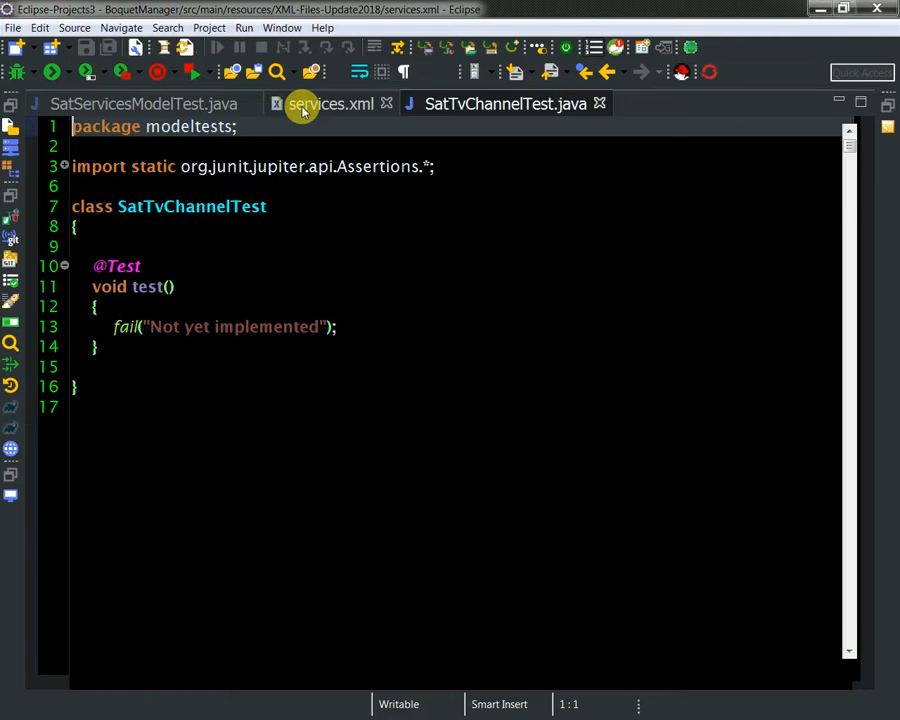 Eclipse-Projects3 - BoquetManager/src/main/resources/XML-Files-Update2018/services.xml - Eclipse
File Edit Source Navigate Search Project Run Window Help
Quick Access
SatServicesModelTest.java services.xml SatTvChannelTest.java
1 package modeltests;
2
3 import static org.junit.jupiter.api.Assertions.*;
6
7 class SatTvChannelTest
8 {
9
10 @Test
11 void test()
12 {
13 fail("Not yet implemented");
14 }
15
16 }
17
Writable Smart Insert 1 : 1